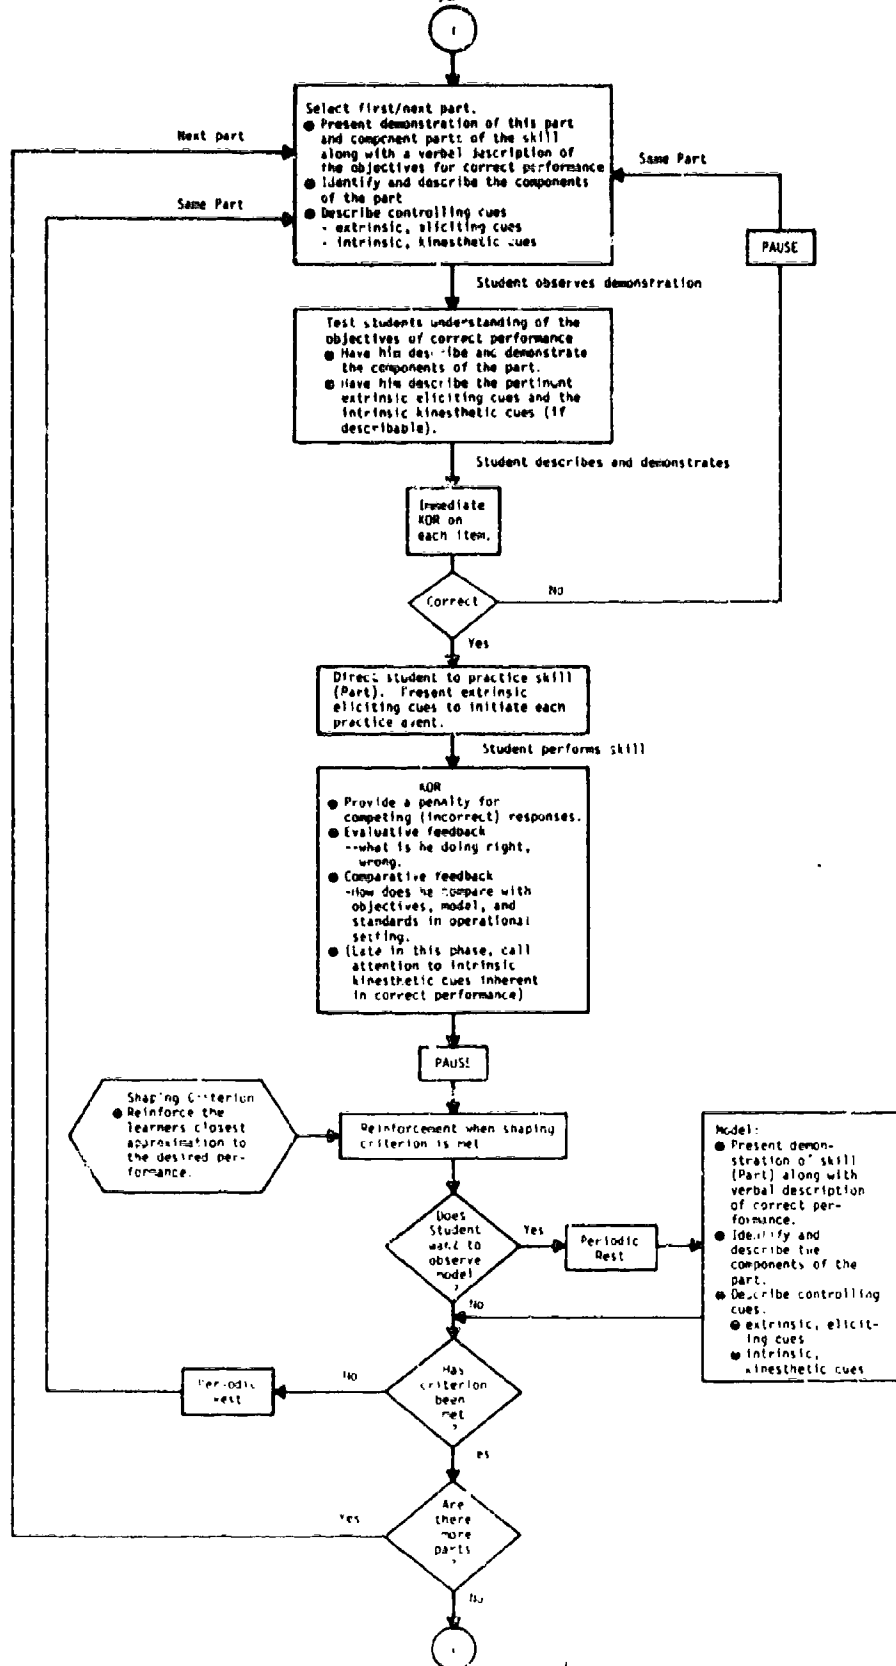 Select first/next part.
● Present demonstration of this part
and component parts of the skill
along with a verbal description of
the objectives for correct performance
● Identify and describe the components
of the part
● Describe controlling cues
- extrinsic, eliciting cues
- intrinsic, kinesthetic cues
Next part
Same Part
Same Part
PAUSE
Student observes demonstration
Test students understanding of the
objectives of correct performance
● Have him describe and demonstrate
the components of the part.
● Have him describe the pertinunt
extrinsic eliciting cues and the
intrinsic kinesthetic cues (if
describable).
Student describes and demonstrates
Immediate
KOR on
each item.
Correct
No
Yes
Direct student to practice skill
(Part). Present extrinsic
eliciting cues to initiate each
practice event.
Student performs skill
KOR
● Provide a penalty for
competing (incorrect) responses.
● Evaluative feedback
--what is he doing right,
wrong.
● Comparative feedback
-How does he compare with
objectives, model, and
standards in operational
setting.
● (Late in this phase, call
attention to intrinsic
kinesthetic cues inherent
in correct performance)
PAUSE
Shaping Criterion
● Reinforce the
learners closest
approximation to
the desired per-
formance.
Reinforcement when shaping
criterion is met
Does
Student
want to
observe
model
?
Yes
Periodic
Rest
Model:
● Present demon-
stration of skill
(Part) along with
verbal description
of correct per-
formance.
● Identify and
describe the
components of the
part.
● Describe controlling
cues.
● extrinsic, elicit-
ing cues
● intrinsic,
kinesthetic cues
No
Has
criterion
been
met
?
No
Periodic
Rest
Yes
Are
there
more
parts
?
Yes
No